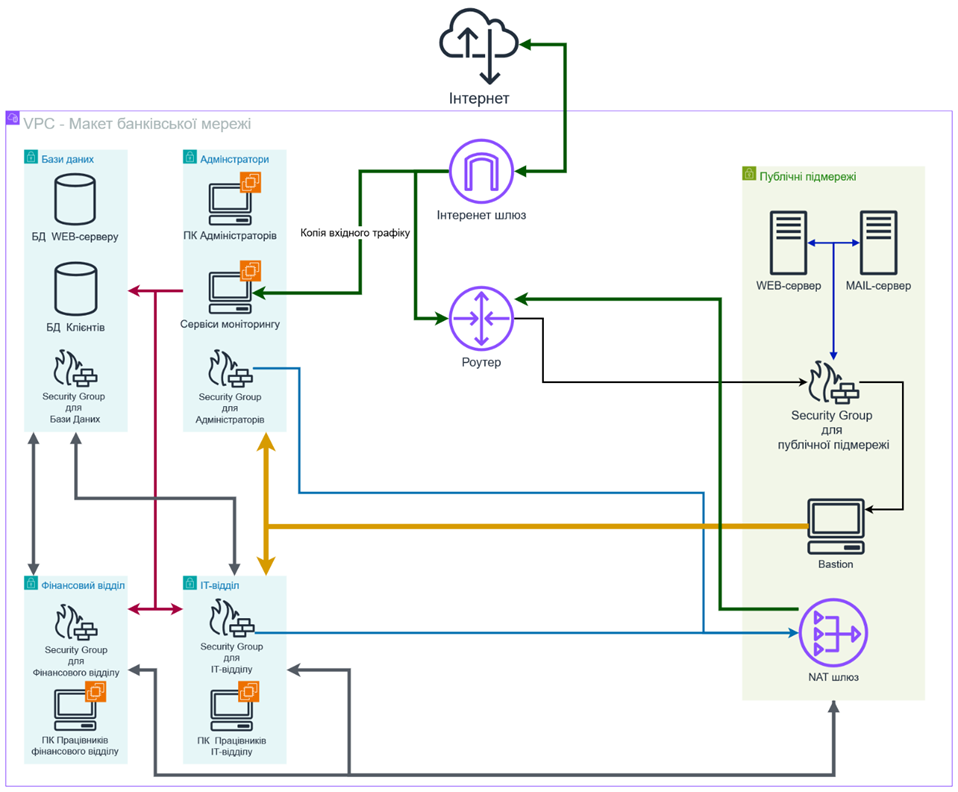 Інтернет
VPC - Макет банківської мережі
Бази даних
БД WEB-серверу
БД Клієнтів
Security Group
для
Бази Даних
Адмінстратори
ПК Адміністраторів
Сервіси моніторингу
Security Group
для
Адміністраторів
Копія вхідного трафіку
Інтеренет шлюз
Роутер
Публічні підмережі
WEB-сервер
MAIL-сервер
Security Group
для
публічної підмережі
Bastion
NAT шлюз
Фінансовий відділ
Security Group
для
Фінансового відділу
ПК Працівників
фінансового відділу
ІТ-відділ
Security Group
для
ІТ-відділу
ПК Працівників
ІТ-відділу